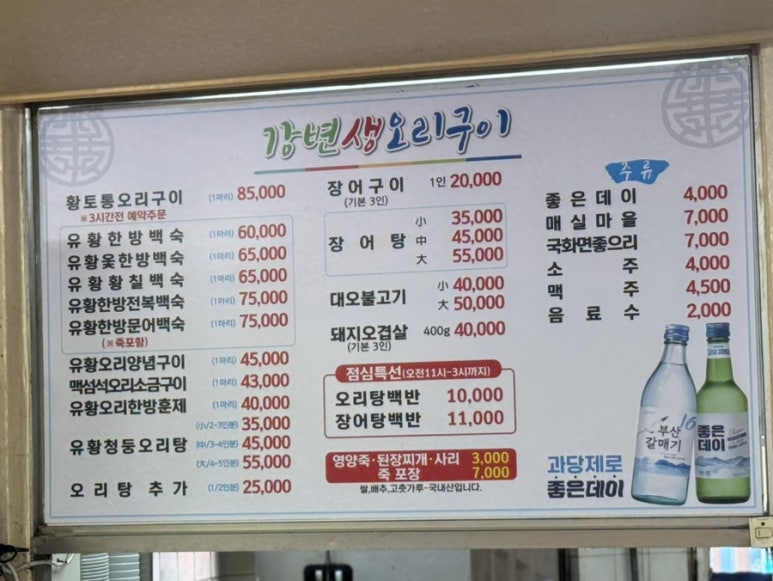 강변생오리구이
황토통오리구이 (1마리) 85,000
※3시간전 예약주문
유황한방백숙 (1마리) 60,000
유황옻한방백숙 (1마리) 65,000
유황황칠백숙 (1마리) 65,000
유황한방전복백숙 (1마리) 75,000
유황한방문어백숙 (1마리) 75,000
(※죽포함)
유황오리양념구이 (1마리) 45,000
맥섬석오리소금구이 (1마리) 43,000
유황오리한방훈제 (1마리) 40,000
유황청둥오리탕 (小/2~3인분) 35,000
(中/3~4인분) 45,000
(大/4~5인분) 55,000
오리탕추가 (1/2인분) 25,000
장어구이 1인 20,000
(기본 3인)
장어탕 小 35,000
中 45,000
大 55,000
대오불고기 小 40,000
大 50,000
돼지오겹살 400g 40,000
(기본 3인)
점심특선(오전11시~3시까지)
오리탕백반 10,000
장어탕백반 11,000
영양죽·된장찌개·사리 3,000
죽 포장 7,000
쌀,배추,고춧가루-국내산입니다.
주류
좋은데이 4,000
매실마을 7,000
국화면좋으리 7,000
소주 4,000
맥주 4,500
음료수 2,000
부산
갈매기
16
좋은
데이
과당제로
좋은데이